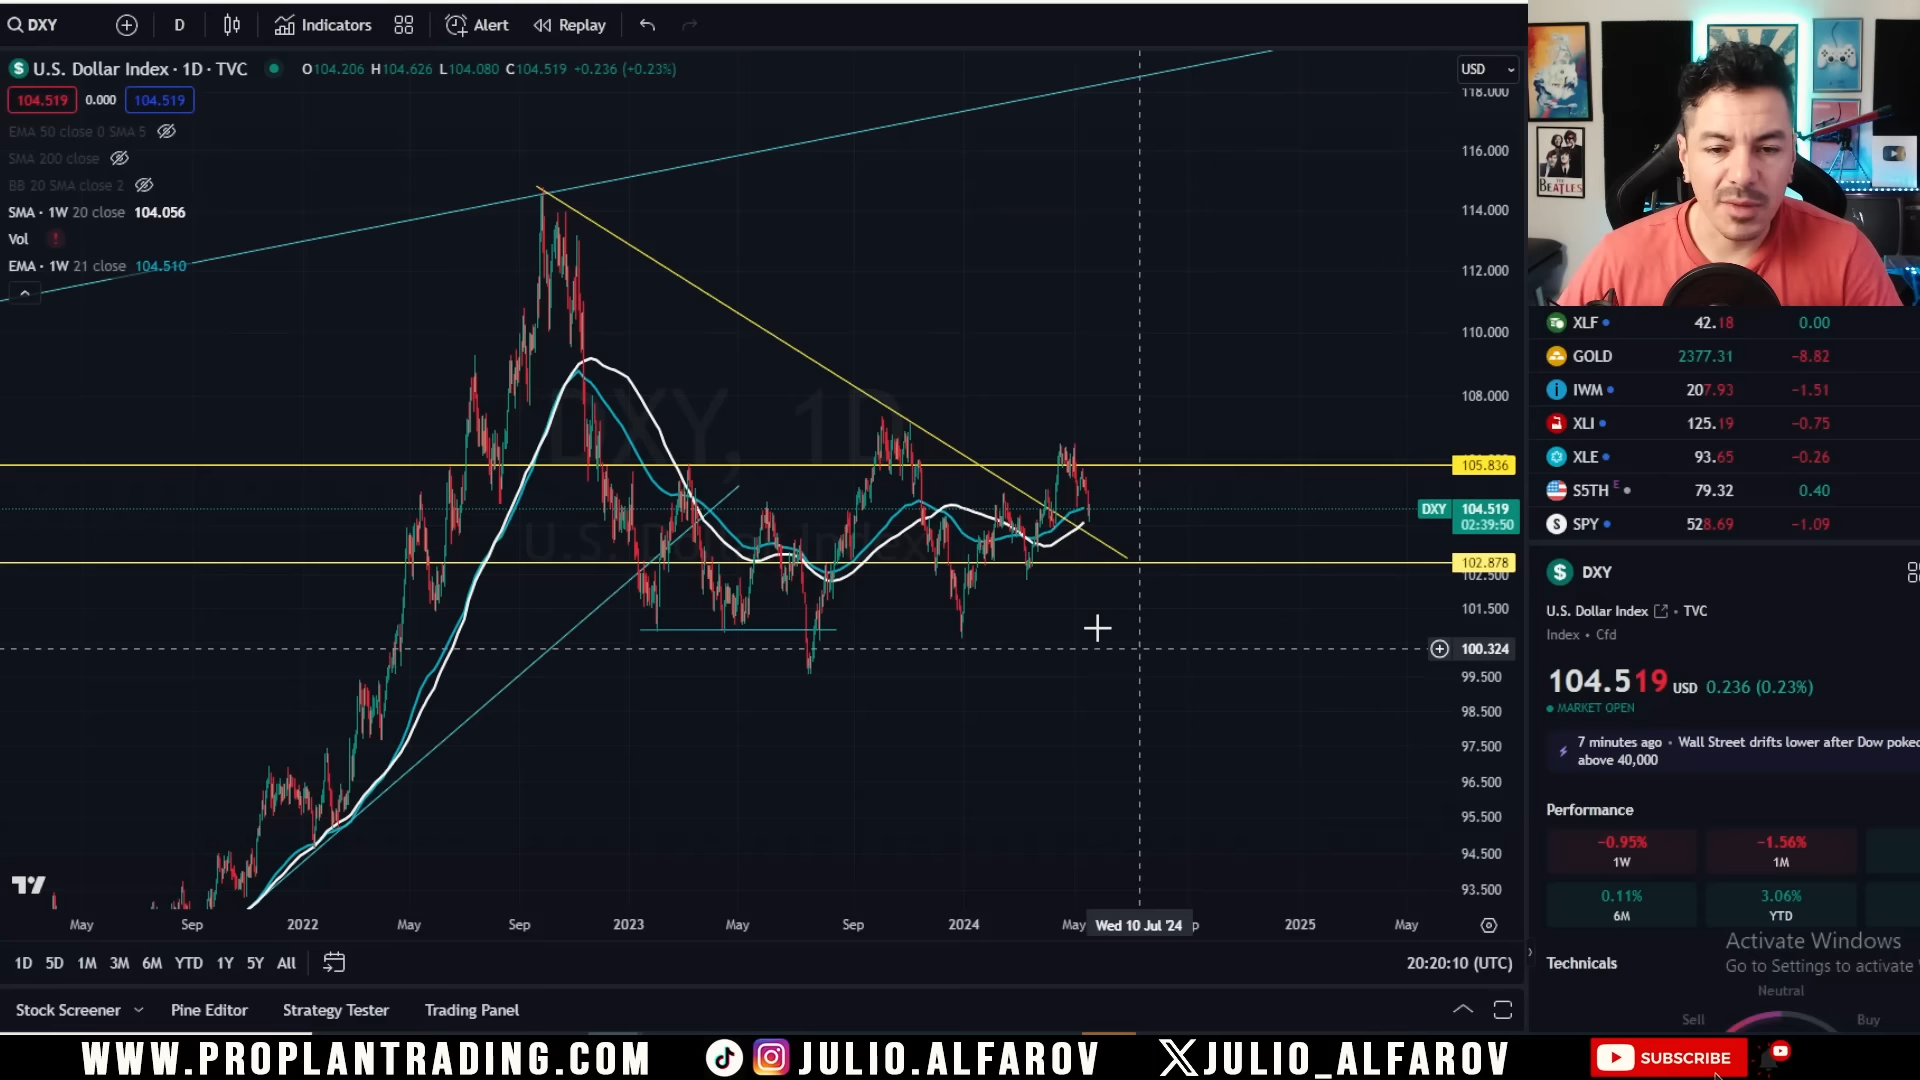 DXY
D
Indicators
Alert
Replay
U.S. Dollar Index · 1D · TVC
O104.206 H104.626 L104.080 C104.519 +0.236 (+0.23%)
104.519 0.000 104.519
EMA 50 close 0 SMA 5
SMA 200 close
BB 20 SMA close 2
SMA · 1W 20 close 104.056
Vol
EMA · 1W 21 close 104.510
DXY, 1D
U.S. Dollar Index
USD
118.000
116.000
114.000
112.000
110.000
108.000
105.836
DXY 104.519
02:39:50
102.878
102.500
101.500
100.324
99.500
98.500
97.500
96.500
95.500
94.500
93.500
May Sep 2022 May Sep 2023 May Sep 2024 May Wed 10 Jul '24 p 2025 May
1D 5D 1M 3M 6M YTD 1Y 5Y All
20:20:10 (UTC)
Stock Screener Pine Editor Strategy Tester Trading Panel
THE BEATLES
XLF 42.18 0.00
GOLD 2377.31 −8.82
IWM 207.93 −1.51
XLI 125.19 −0.75
XLE 93.65 −0.26
S5TH E 79.32 0.40
SPY 528.69 −1.09
DXY
U.S. Dollar Index · TVC
Index · Cfd
104.519 USD 0.236 (0.23%)
MARKET OPEN
7 minutes ago · Wall Street drifts lower after Dow poked
above 40,000
Performance
−0.95% −1.56%
1W 1M
0.11% 3.06%
6M YTD
Activate Windows
Go to Settings to activate
Technicals
Neutral
Sell Buy
WWW.PROPLANTRADING.COM JULIO.ALFAROV JULIO_ALFAROV SUBSCRIBE